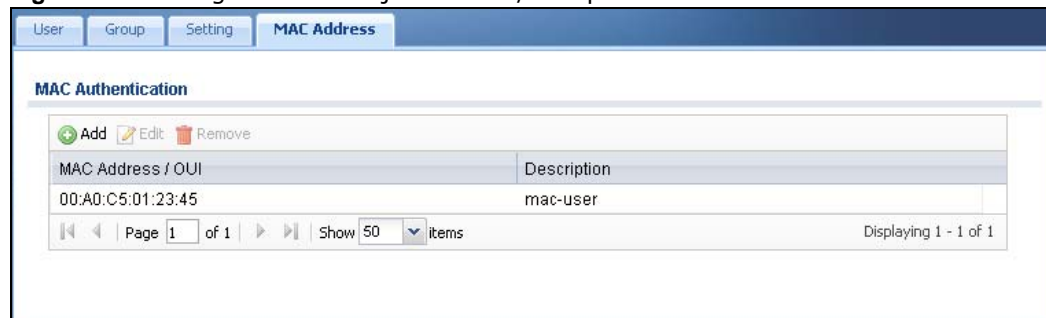 User Group Setting MAC Address
MAC Authentication
Add Edit Remove
MAC Address / OUI Description
00:A0:C5:01:23:45 mac-user
Page 1 of 1 Show 50 items Displaying 1 - 1 of 1